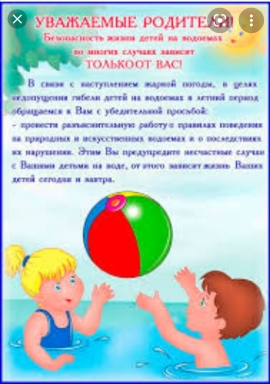 УВАЖАЕМЫЕ РОДИТЕЛИ!
Безопасность жизни детей на водоемах
во многих случаях зависит
ТОЛЬКООТ ВАС!
В связи с наступлением жаркой погоды, в целях
недопущения гибели детей на водоемах в летний период
обращаемся к Вам с убедительной просьбой:
- провести разъяснительную работу о правилах поведения
на природных и искусственных водоемах и о последствиях
их нарушения. Этим Вы предупредите несчастные случаи
с Вашими детьми на воде, от этого зависит жизнь Ваших
детей сегодня и завтра.